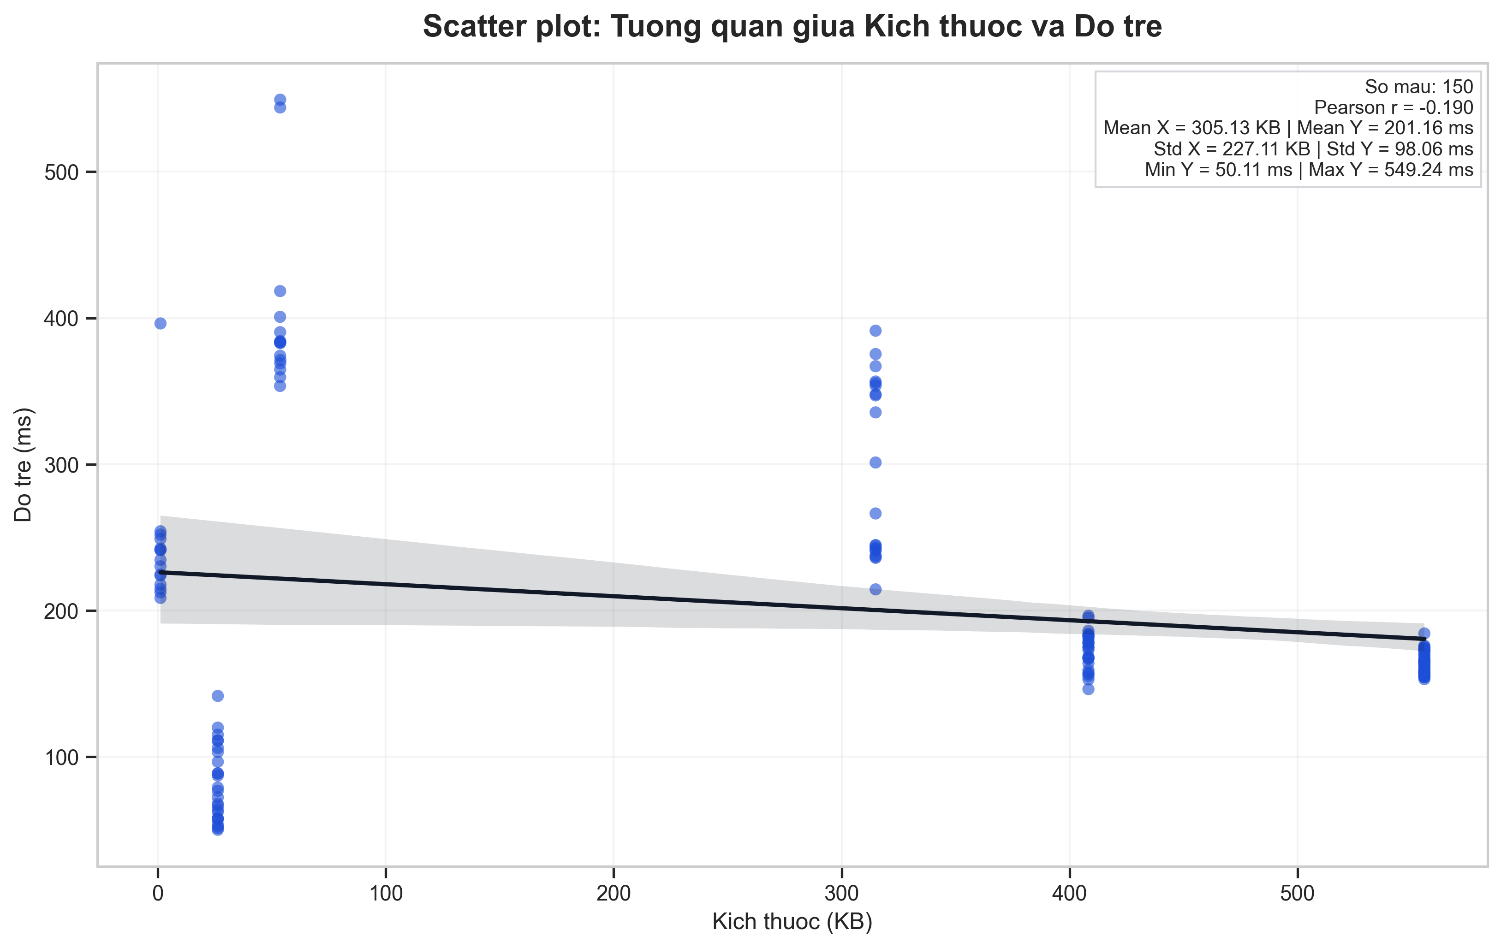 Scatter plot: Tuong quan giua Kich thuoc va Do tre
So mau: 150
Pearson r = -0.190
Mean X = 305.13 KB | Mean Y = 201.16 ms
Std X = 227.11 KB | Std Y = 98.06 ms
Min Y = 50.11 ms | Max Y = 549.24 ms
Do tre (ms)
500
400
300
200
100
0 100 200 300 400 500
Kich thuoc (KB)